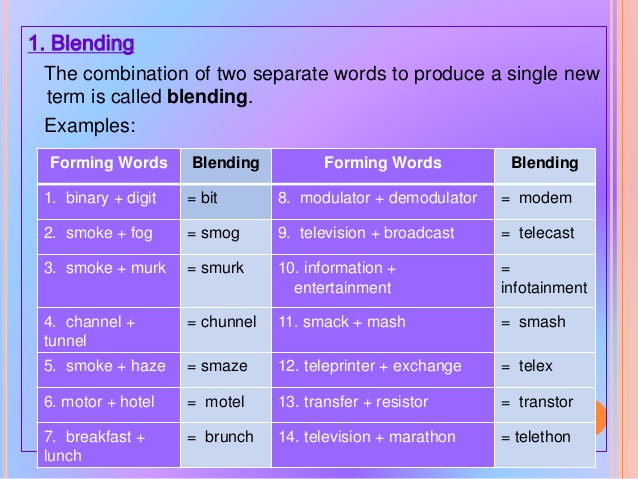 1. Blending
The combination of two separate words to produce a single new
term is called blending.
Examples:
Forming Words Blending Forming Words Blending
1. binary + digit = bit 8. modulator + demodulator = modem
2. smoke + fog = smog 9. television + broadcast = telecast
3. smoke + murk = smurk 10. information + =
entertainment infotainment
4. channel + = chunnel 11. smack + mash = smash
tunnel
5. smoke + haze = smaze 12. teleprinter + exchange = telex
6. motor + hotel = motel 13. transfer + resistor = transtor
7. breakfast + = brunch 14. television + marathon = telethon
lunch